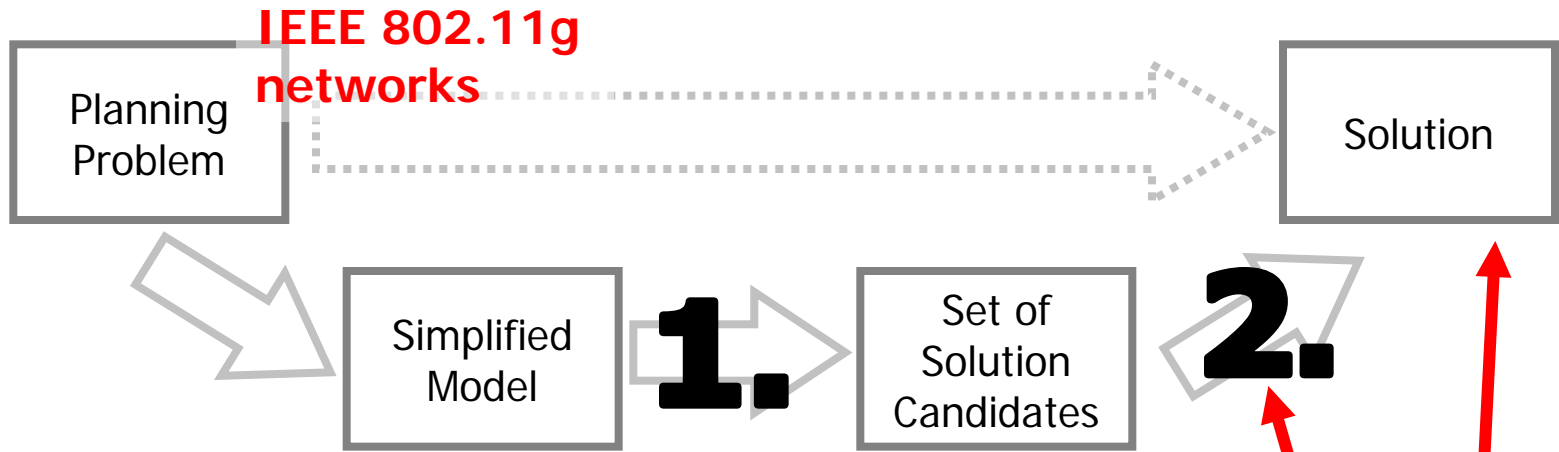 IEEE 802.11g
networks
Planning
Problem
Solution
Simplified
Model
1.
Set of
Solution
Candidates
2.